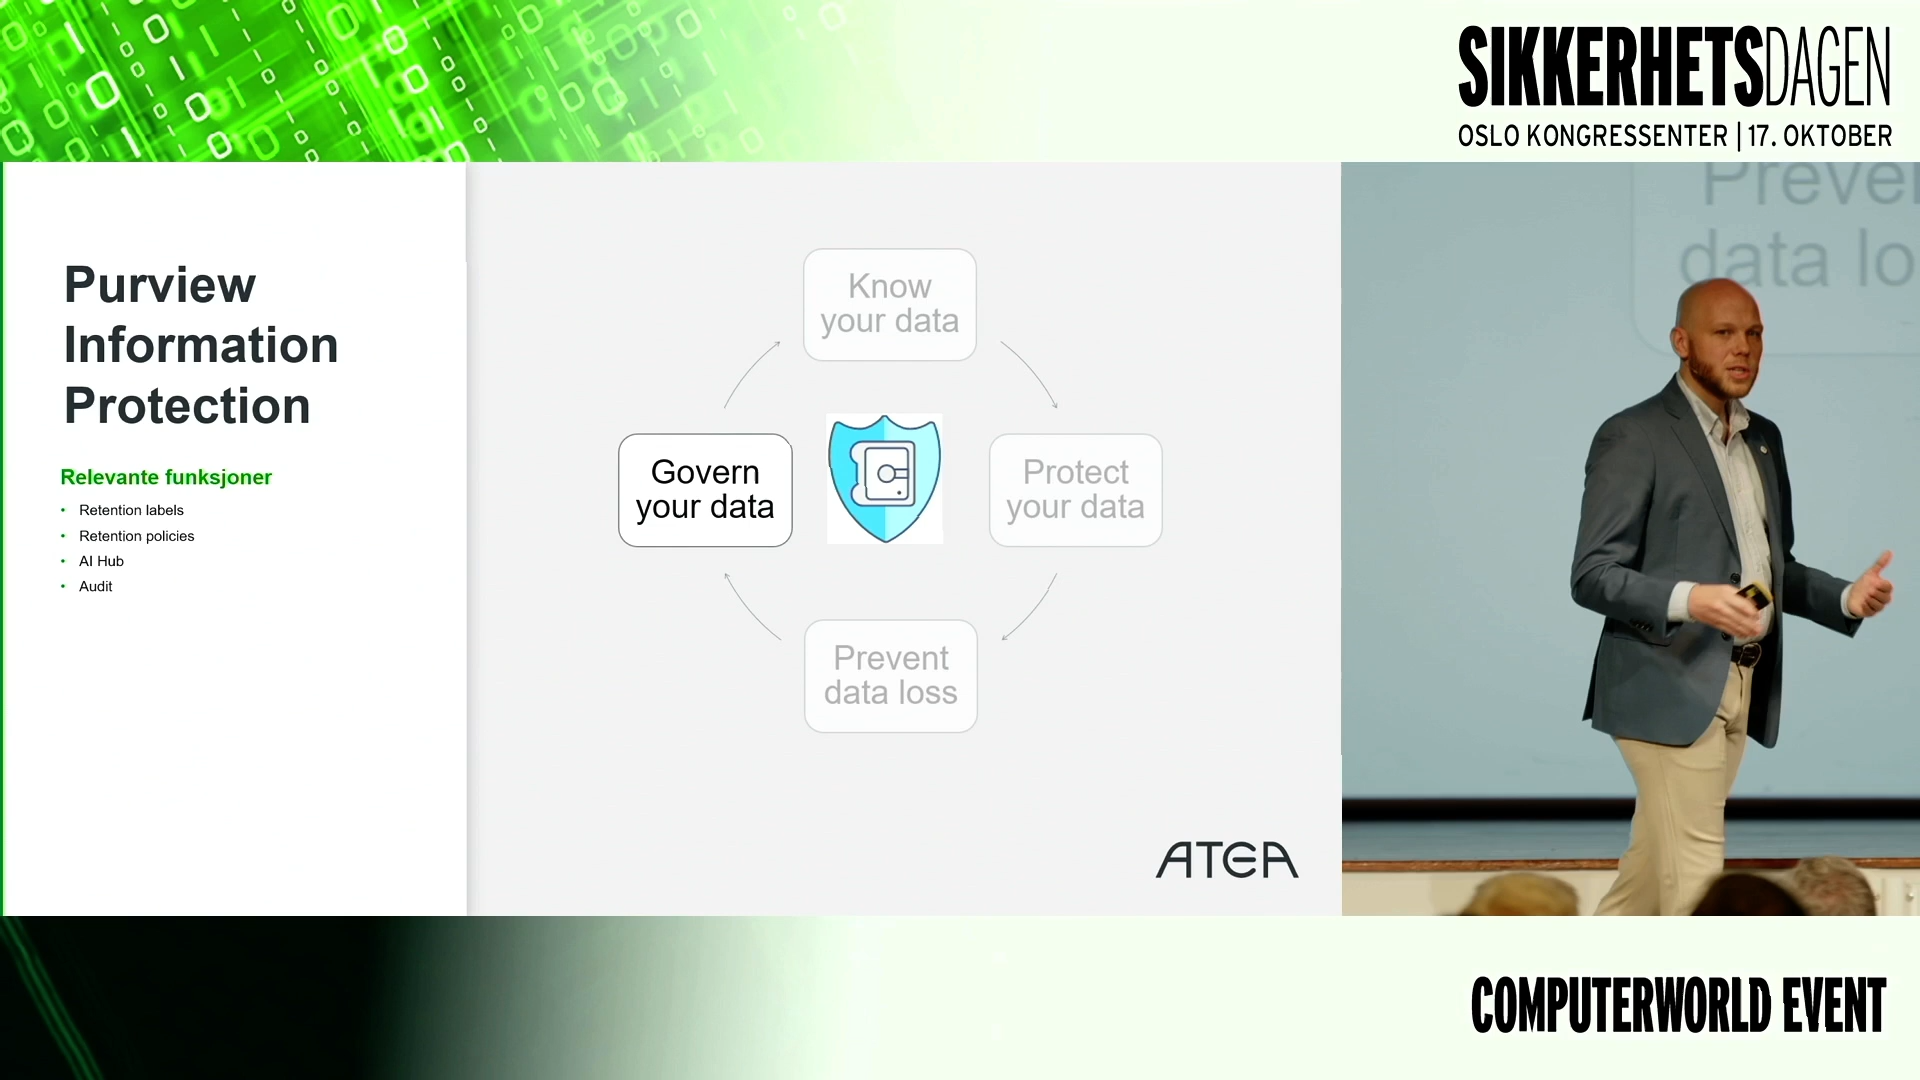 SIKKERHETSDAGEN
OSLO KONGRESSENTER | 17. OKTOBER
Purview
Information
Protection
Relevante funksjoner
• Retention labels
• Retention policies
• AI Hub
• Audit
Know
your data
Govern
your data
Protect
your data
Prevent
data loss
ATEA
data lo
COMPUTERWORLD EVENT